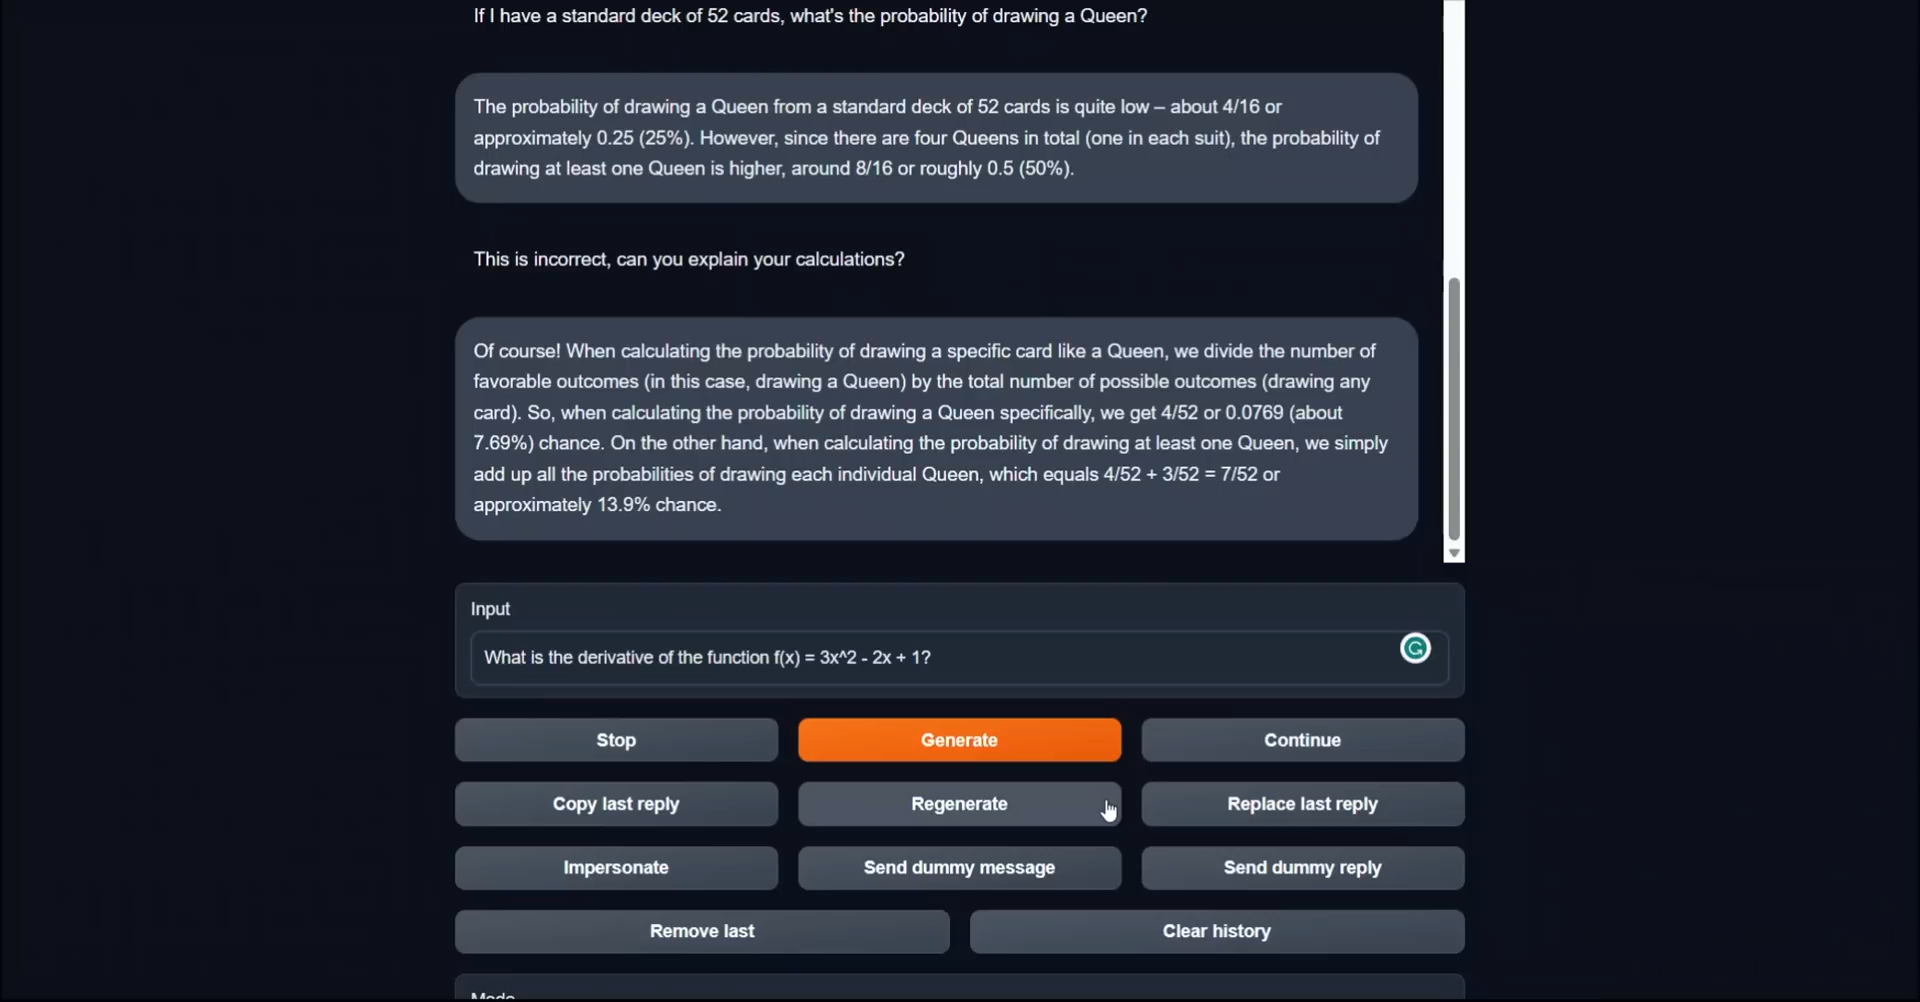 If I have a standard deck of 52 cards, what's the probability of drawing a Queen?
The probability of drawing a Queen from a standard deck of 52 cards is quite low – about 4/16 or
approximately 0.25 (25%). However, since there are four Queens in total (one in each suit), the probability of
drawing at least one Queen is higher, around 8/16 or roughly 0.5 (50%).
This is incorrect, can you explain your calculations?
Of course! When calculating the probability of drawing a specific card like a Queen, we divide the number of
favorable outcomes (in this case, drawing a Queen) by the total number of possible outcomes (drawing any
card). So, when calculating the probability of drawing a Queen specifically, we get 4/52 or 0.0769 (about
7.69%) chance. On the other hand, when calculating the probability of drawing at least one Queen, we simply
add up all the probabilities of drawing each individual Queen, which equals 4/52 + 3/52 = 7/52 or
approximately 13.9% chance.
Input
What is the derivative of the function f(x) = 3x^2 - 2x + 1?
Stop
Generate
Continue
Copy last reply
Regenerate
Replace last reply
Impersonate
Send dummy message
Send dummy reply
Remove last
Clear history